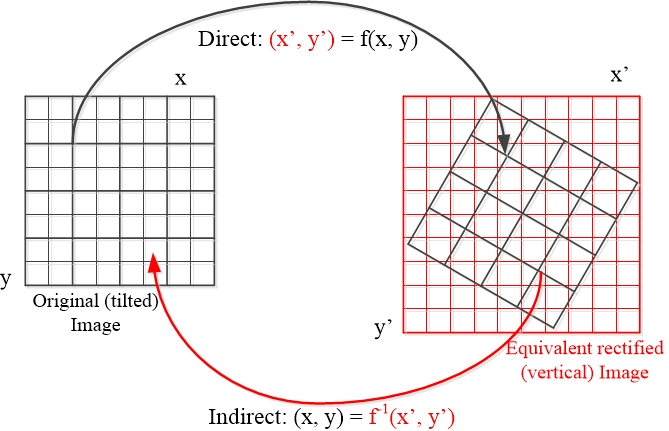 Direct: (x’, y’) = f(x, y)
x
x’
y
Original (tilted)
Image
y’
Equivalent rectified
(vertical) Image
Indirect: (x, y) = f⁻¹(x’, y’)